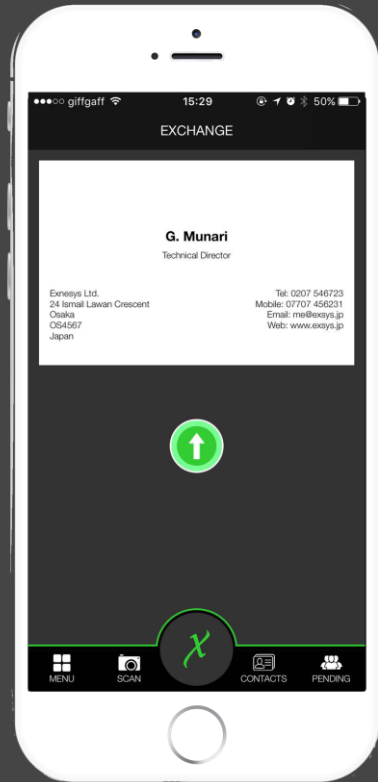 giffgaff 15:29 50%
EXCHANGE
G. Munari
Technical Director
Exnesys Ltd.
24 Ismail Lawan Crescent
Osaka
OS4567
Japan
Tel: 0207 546723
Mobile: 07707 456231
Email: me@exsys.jp
Web: www.exsys.jp
x
MENU SCAN CONTACTS PENDING